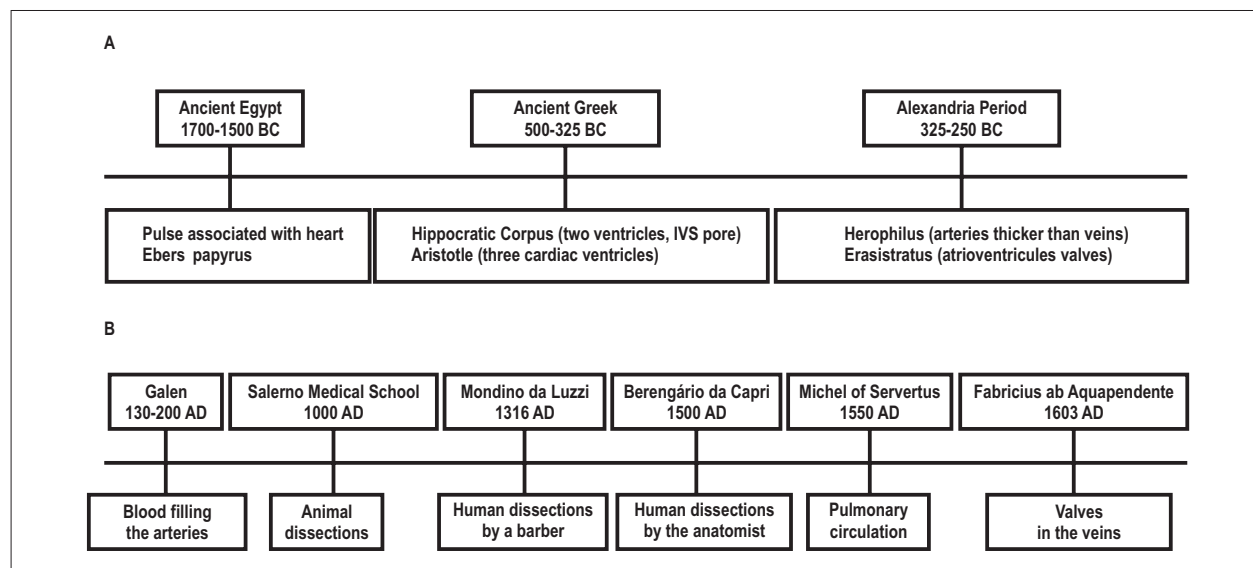 A
Ancient Egypt
1700-1500 BC
Ancient Greek
500-325 BC
Alexandria Period
325-250 BC
Pulse associated with heart
Ebers papyrus
Hippocratic Corpus (two ventricles, IVS pore)
Aristotle (three cardiac ventricles)
Herophilus (arteries thicker than veins)
Erasistratus (atrioventricules valves)
B
Galen
130-200 AD
Salerno Medical School
1000 AD
Mondino da Luzzi
1316 AD
Berengário da Capri
1500 AD
Michel of Servertus
1550 AD
Fabricius ab Aquapendente
1603 AD
Blood filling
the arteries
Animal
dissections
Human dissections
by a barber
Human dissections
by the anatomist
Pulmonary
circulation
Valves
in the veins